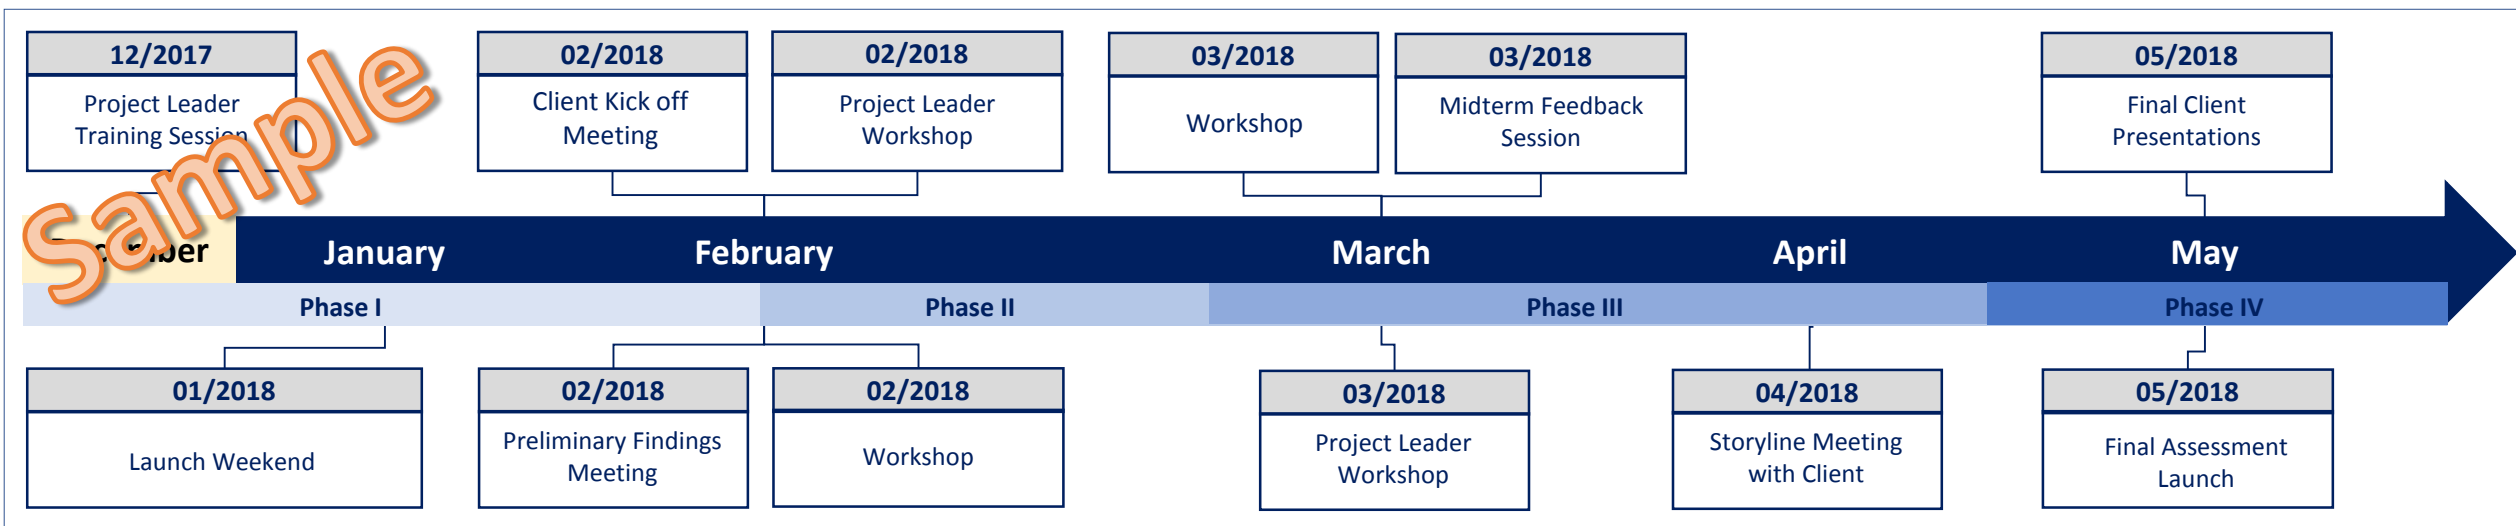 12/2017
Project Leader
Training Session
02/2018
Client Kick off
Meeting
02/2018
Project Leader
Workshop
03/2018
Workshop
03/2018
Midterm Feedback
Session
05/2018
Final Client
Presentations
Sample
December
January
February
March
April
May
Phase I
Phase II
Phase III
Phase IV
01/2018
Launch Weekend
02/2018
Preliminary Findings
Meeting
02/2018
Workshop
03/2018
Project Leader
Workshop
04/2018
Storyline Meeting
with Client
05/2018
Final Assessment
Launch